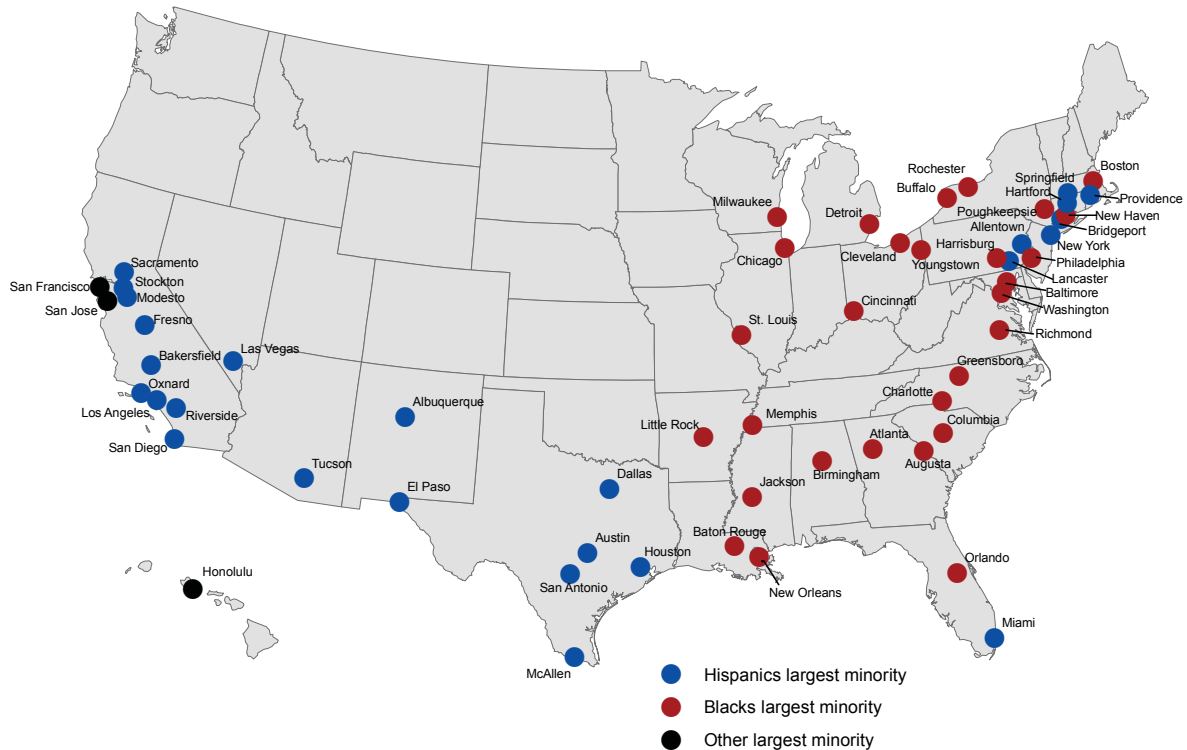 Rochester
Boston
Buffalo
Springfield
Hartford
Providence
Milwaukee
Detroit
Poughkeepsie
New Haven
Allentown
Bridgeport
New York
Harrisburg
Chicago
Cleveland
Youngstown
Philadelphia
Lancaster
Baltimore
Washington
Sacramento
Stockton
San Francisco
Modesto
San Jose
Fresno
Cincinnati
St. Louis
Richmond
Las Vegas
Bakersfield
Greensboro
Oxnard
Charlotte
Los Angeles
Riverside
Albuquerque
Memphis
Columbia
Little Rock
San Diego
Atlanta
Tucson
Dallas
Birmingham
Augusta
El Paso
Jackson
Baton Rouge
Austin
Houston
Orlando
Honolulu
San Antonio
New Orleans
Miami
McAllen
Hispanics largest minority
Blacks largest minority
Other largest minority